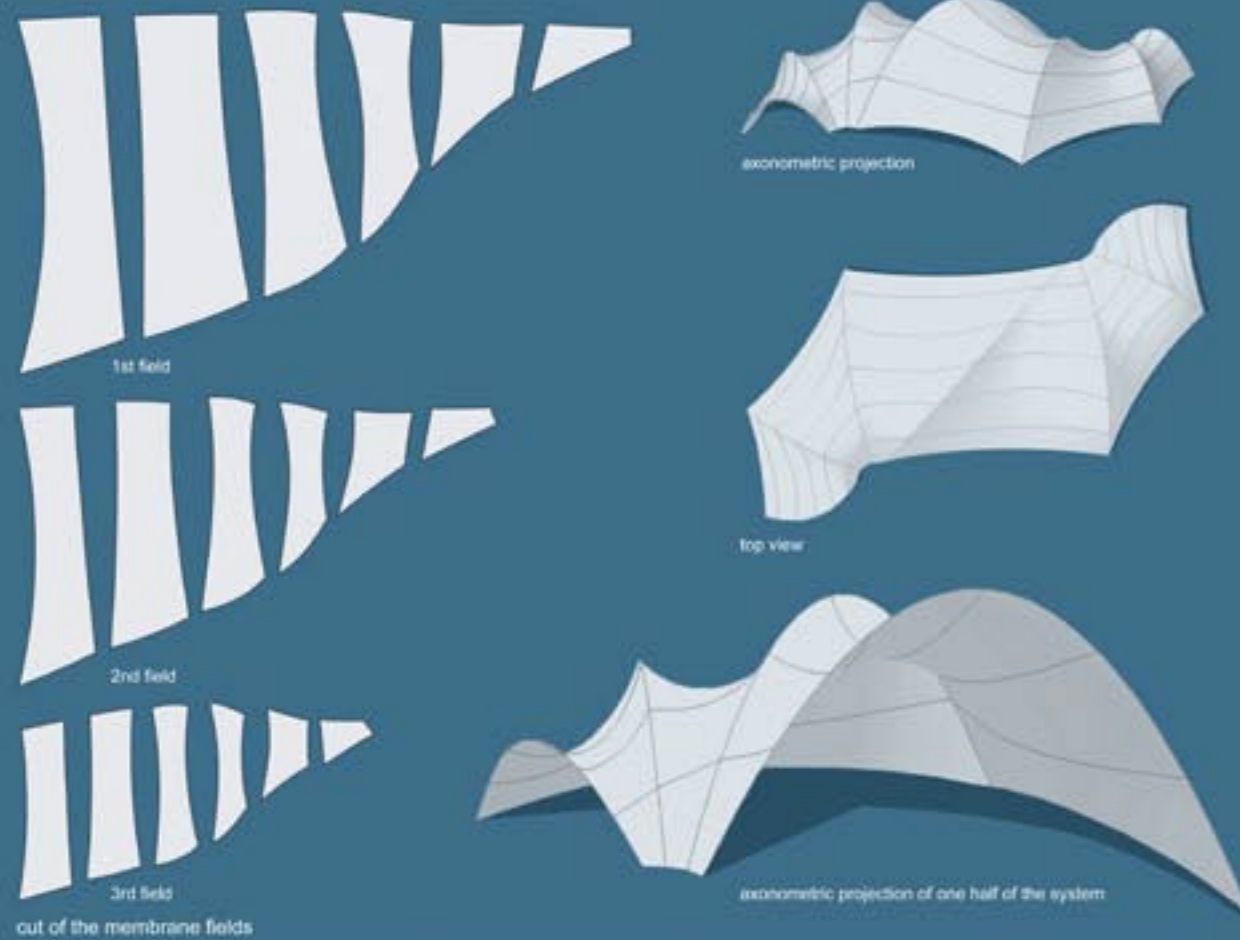 1st field
2nd field
3rd field
cut of the membrane fields
axonometric projection
top view
axonometric projection of one half of the system